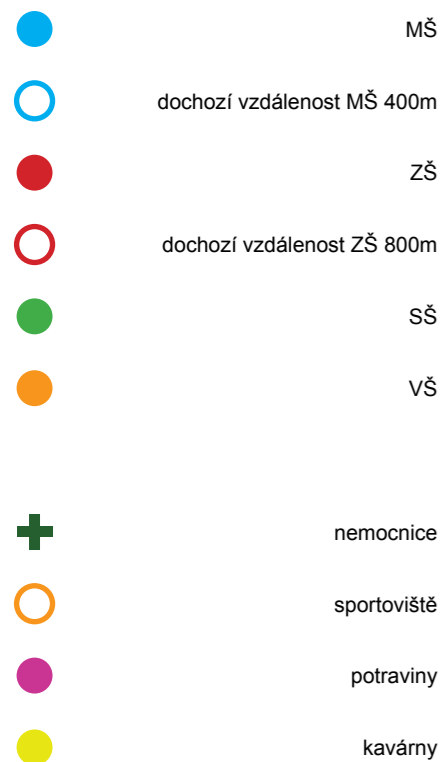 MŠ
dochozí vzdálenost MŠ 400m
ZŠ
dochozí vzdálenost ZŠ 800m
SŠ
VŠ
nemocnice
sportoviště
potraviny
kavárny